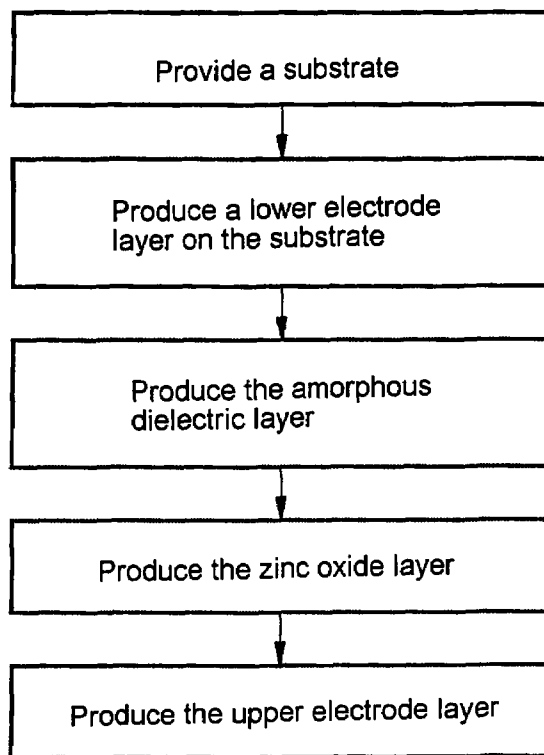 Provide a substrate
Produce a lower electrode
layer on the substrate
Produce the amorphous
dielectric layer
Produce the zinc oxide layer
Produce the upper electrode layer